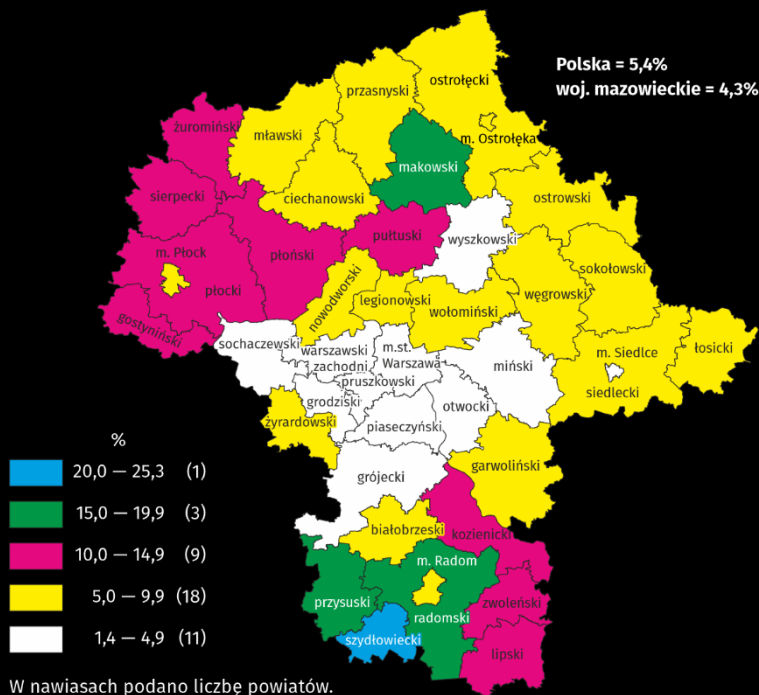 Polska = 5,4%
woj. mazowieckie = 4,3%
ostrołęcki
przasnyski
żuromiński
mławski
m. Ostrołęka
makowski
sierpecki
ciechanowski
ostrowski
pułtuski
wyszkowski
m. Płock
płoński
sokołowski
płocki
nowodworski
legionowski
węgrowski
wołomiński
gostyniński
sochaczewski
warszawski
zachodni
m.st.
Warszawa
m. Siedlce
łosicki
miński
pruszkowski
siedlecki
grodziski
otwocki
żyrardowski
piaseczyński
garwoliński
grójecki
białobrzeski
kozienicki
m. Radom
przysuski
zwoleński
radomski
szydłowiecki
lipski
%
20,0 — 25,3 (1)
15,0 — 19,9 (3)
10,0 — 14,9 (9)
5,0 — 9,9 (18)
1,4 — 4,9 (11)
W nawiasach podano liczbę powiatów.